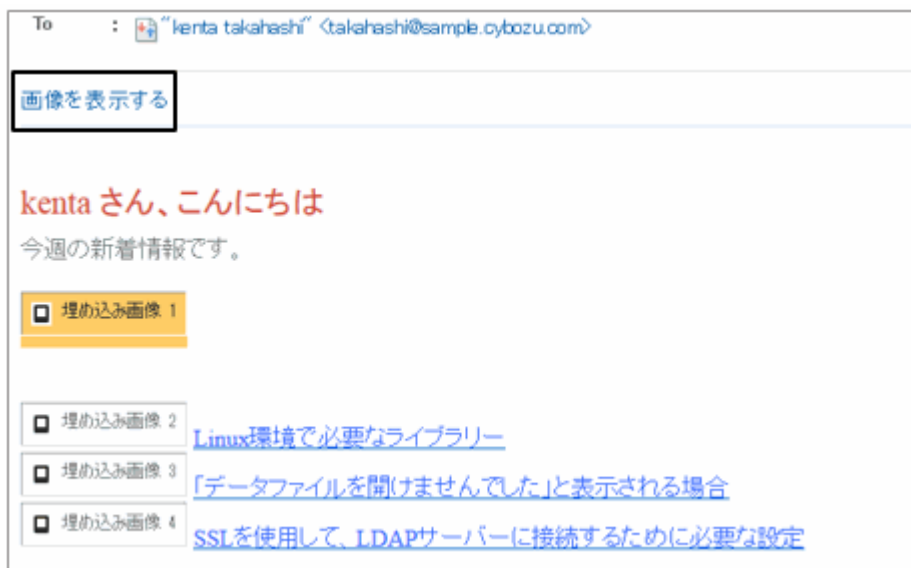 To : "kenta takahashi" <takahashi@sample.cybozu.com>
画像を表示する
kenta さん、こんにちは
今週の新着情報です。
埋め込み画像 1
埋め込み画像 2 Linux環境で必要なライブラリー
埋め込み画像 3 「データファイルを開けませんでした」と表示される場合
埋め込み画像 4 SSLを使用して、LDAPサーバーに接続するために必要な設定